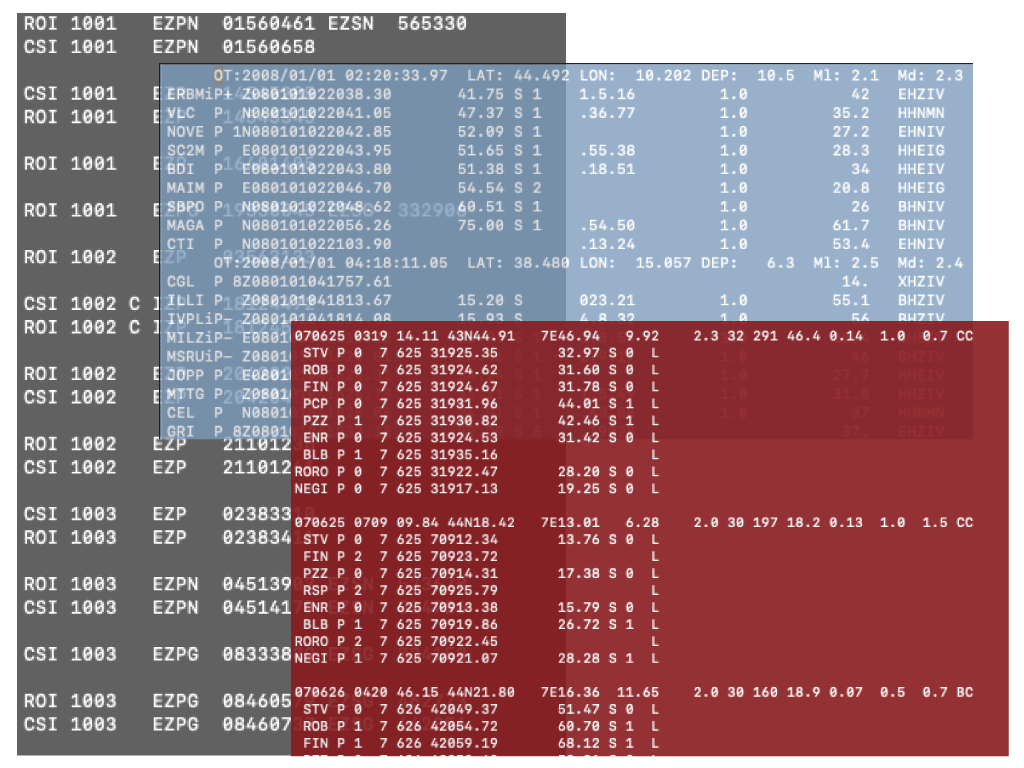 ROI 1001 EZPN 01560461 EZSN 565330
CSI 1001 EZPN 01560658
CSI 1001
ROI 1001
ROI 1001
ROI 1001
ROI 1002
CSI 1002 C
ROI 1002 C
ROI 1002
CSI 1002
ROI 1002 EZP
CSI 1002 EZP
CSI 1003 EZP
ROI 1003 EZP
ROI 1003 EZPN
CSI 1003 EZPN
CSI 1003 EZPG
ROI 1003 EZPG
CSI 1003 EZPG
OT:2008/01/01 02:20:33.97 LAT: 44.492 LON: 10.202 DEP: 10.5 Ml: 2.1 Md: 2.3
ERBMiP+ Z080101022038.30 41.75 S 1 1.5.16 1.0 42 EHZIV
VLC P N080101022041.05 47.37 S 1 .36.77 1.0 35.2 HHNMN
NOVE P 1N080101022042.85 52.09 S 1 1.0 27.2 EHNIV
SC2M P E080101022043.95 51.65 S 1 .55.38 1.0 28.3 HHEIG
BDI P E080101022043.80 51.38 S 1 .18.51 1.0 34 HHEIV
MAIM P E080101022046.70 54.54 S 2 1.0 20.8 HHEIG
SBPO P N080101022048.62 60.51 S 1 1.0 26 BHNIV
MAGA P N080101022056.26 75.00 S 1 .54.50 1.0 61.7 BHNIV
CTI P N080101022103.90 .13.24 1.0 53.4 EHNIV
OT:2008/01/01 04:18:11.05 LAT: 38.480 LON: 15.057 DEP: 6.3 Ml: 2.5 Md: 2.4
CGL P 8Z080101041757.61 14. XHZIV
ILLI P Z080101041813.67 15.20 S 023.21 1.0 55.1 BHZIV
IVPLiP- Z080101041814.08 15.93 S 4.8.32 1.0 56 BHZIV
MILZiP- E08010
MSRUiP- Z08010
JOPP P E08010
MTTG P Z08010
CEL P N08010
GRI P 8Z08010
070625 0319 14.11 43N44.91 7E46.94 9.92 2.3 32 291 46.4 0.14 1.0 0.7 CC
STV P 0 7 625 31925.35 32.97 S 0 L
ROB P 0 7 625 31924.62 31.60 S 0 L
FIN P 0 7 625 31924.67 31.78 S 0 L
PCP P 0 7 625 31931.96 44.01 S 1 L
PZZ P 1 7 625 31930.82 42.46 S 1 L
ENR P 0 7 625 31924.53 31.42 S 0 L
BLB P 1 7 625 31935.16 L
RORO P 0 7 625 31922.47 28.20 S 0 L
NEGI P 0 7 625 31917.13 19.25 S 0 L
070625 0709 09.84 44N18.42 7E13.01 6.28 2.0 30 197 18.2 0.13 1.0 1.5 CC
STV P 0 7 625 70912.34 13.76 S 0 L
FIN P 2 7 625 70923.72 L
PZZ P 0 7 625 70914.31 17.38 S 0 L
RSP P 2 7 625 70925.79 L
ENR P 0 7 625 70913.38 15.79 S 0 L
BLB P 1 7 625 70919.86 26.72 S 1 L
RORO P 2 7 625 70922.45 L
NEGI P 1 7 625 70921.07 28.28 S 1 L
070626 0420 46.15 44N21.80 7E16.36 11.65 2.0 30 160 18.9 0.07 0.5 0.7 BC
STV P 0 7 626 42049.37 51.47 S 0 L
ROB P 1 7 626 42054.72 60.70 S 1 L
FIN P 1 7 626 42059.19 68.12 S 1 L